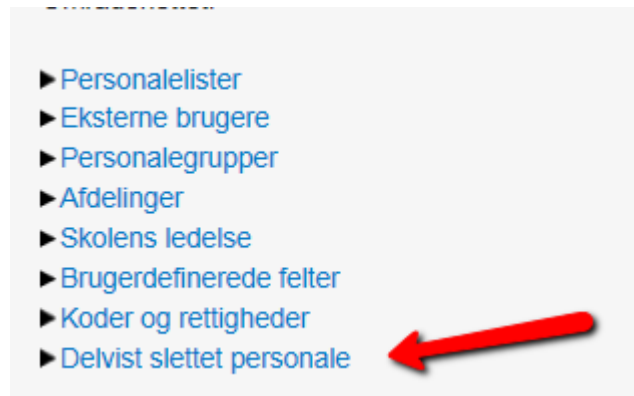 Personalelister
Eksterne brugere
Personalegrupper
Afdelinger
Skolens ledelse
Brugerdefinerede felter
Koder og rettigheder
Delvist slettet personale